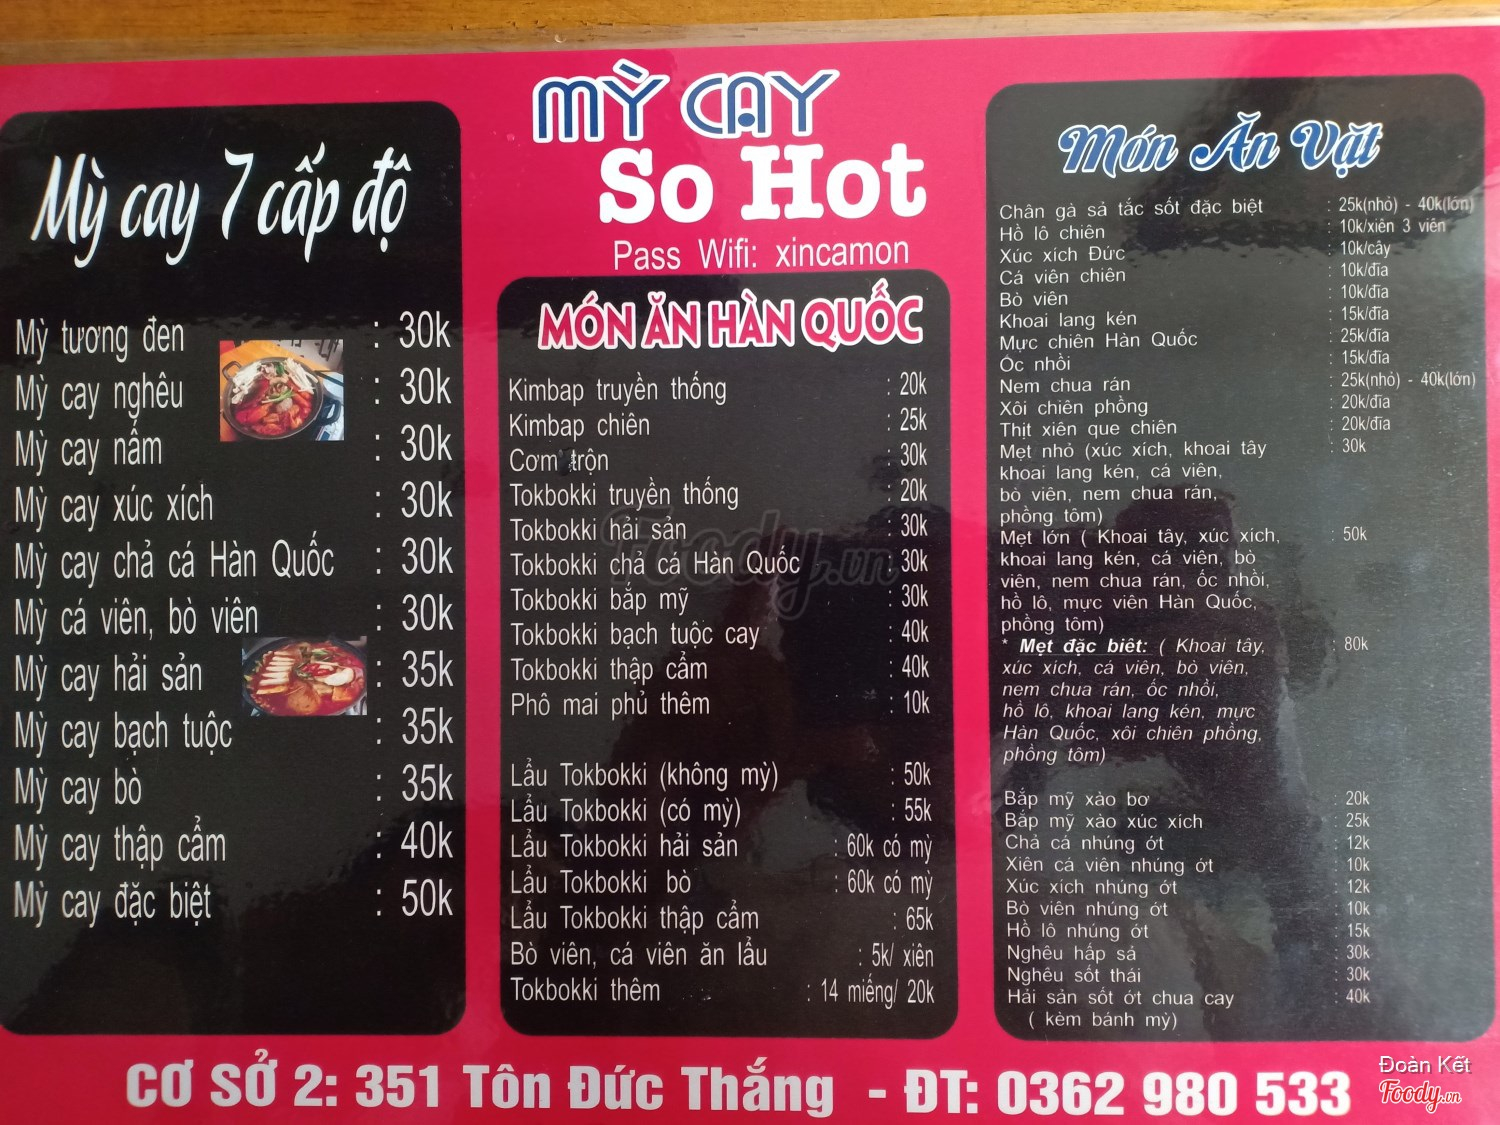 Mỳ cay 7 cấp độ
Mỳ tương đen : 30k
Mỳ cay nghêu : 30k
Mỳ cay nấm : 30k
Mỳ cay xúc xích : 30k
Mỳ cay chả cá Hàn Quốc : 30k
Mỳ cá viên, bò viên : 30k
Mỳ cay hải sản : 35k
Mỳ cay bạch tuộc : 35k
Mỳ cay bò : 35k
Mỳ cay thập cẩm : 40k
Mỳ cay đặc biệt : 50k
MỲ CAY
So Hot
Pass Wifi: xincamon
MÓN ĂN HÀN QUỐC
Kimbap truyền thống : 20k
Kimbap chiên : 25k
Cơm trộn : 30k
Tokbokki truyền thống : 20k
Tokbokki hải sản : 30k
Tokbokki chả cá Hàn Quốc : 30k
Tokbokki bắp mỹ : 30k
Tokbokki bạch tuộc cay : 40k
Tokbokki thập cẩm : 40k
Phô mai phủ thêm : 10k
Lẩu Tokbokki (không mỳ) : 50k
Lẩu Tokbokki (có mỳ) : 55k
Lẩu Tokbokki hải sản : 60k có mỳ
Lẩu Tokbokki bò : 60k có mỳ
Lẩu Tokbokki thập cẩm : 65k
Bò viên, cá viên ăn lẩu : 5k/ xiên
Tokbokki thêm : 14 miếng/ 20k
Món Ăn Vặt
Chân gà sả tắc sốt đặc biệt : 25k(nhỏ) - 40k(lớn)
Hồ lô chiên : 10k/xiên 3 viên
Xúc xích Đức : 10k/cây
Cá viên chiên : 10k/đĩa
Bò viên : 10k/đĩa
Khoai lang kén : 15k/đĩa
Mực chiên Hàn Quốc : 25k/đĩa
Ốc nhồi : 15k/đĩa
Nem chua rán : 25k(nhỏ) - 40k(lớn)
Xôi chiên phồng : 20k/đĩa
Thịt xiên que chiên : 20k/đĩa
Mẹt nhỏ (xúc xích, khoai tây : 30k
khoai lang kén, cá viên,
bò viên, nem chua rán,
phồng tôm)
Mẹt lớn ( Khoai tây, xúc xích, : 50k
khoai lang kén, cá viên, bò
viên, nem chua rán, ốc nhồi,
hồ lô, mực viên Hàn Quốc,
phồng tôm)
* Mẹt đặc biêt: ( Khoai tây, : 80k
xúc xích, cá viên, bò viên,
nem chua rán, ốc nhồi,
hồ lô, khoai lang kén, mực
Hàn Quốc, xôi chiên phồng,
phồng tôm)
Bắp mỹ xào bơ : 20k
Bắp mỹ xào xúc xích : 25k
Chả cá nhúng ớt : 12k
Xiên cá viên nhúng ớt : 10k
Xúc xich nhúng ớt : 12k
Bò viên nhúng ớt : 10k
Hồ lô nhúng ớt : 15k
Nghêu hấp sả : 30k
Nghêu sốt thái : 30k
Hải sản sốt ớt chua cay : 40k
( kèm bánh mỳ)
CƠ SỞ 2: 351 Tôn Đức Thắng - ĐT: 0362 980 533
Foody.vn
Đoàn Kết
Foody.vn